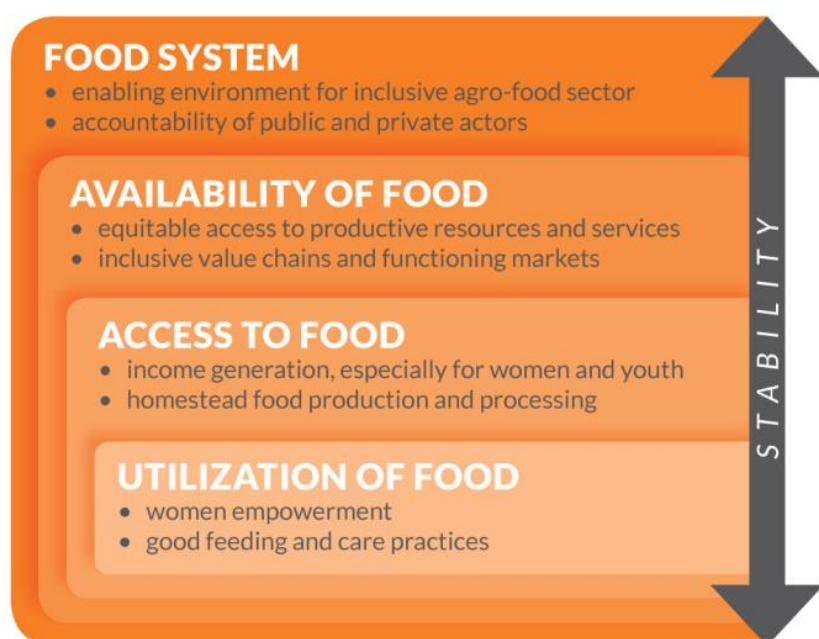 FOOD SYSTEM
• enabling environment for inclusive agro-food sector
• accountability of public and private actors
AVAILABILITY OF FOOD
• equitable access to productive resources and services
• inclusive value chains and functioning markets
ACCESS TO FOOD
• income generation, especially for women and youth
• homestead food production and processing
UTILIZATION OF FOOD
• women empowerment
• good feeding and care practices
STABILITY